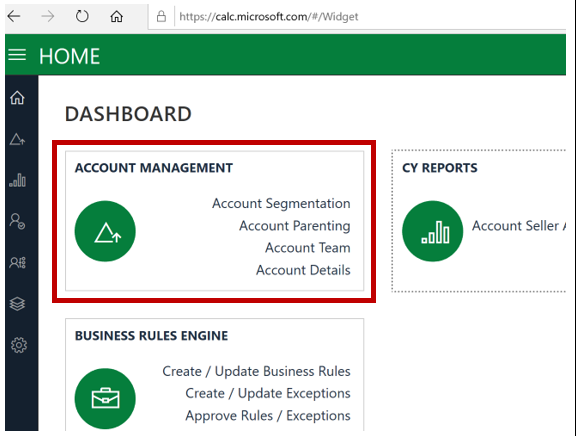 https://calc.microsoft.com/#/Widget
HOME
DASHBOARD
ACCOUNT MANAGEMENT
Account Segmentation
Account Parenting
Account Team
Account Details
CY REPORTS
Account Seller A
BUSINESS RULES ENGINE
Create / Update Business Rules
Create / Update Exceptions
Approve Rules / Exceptions